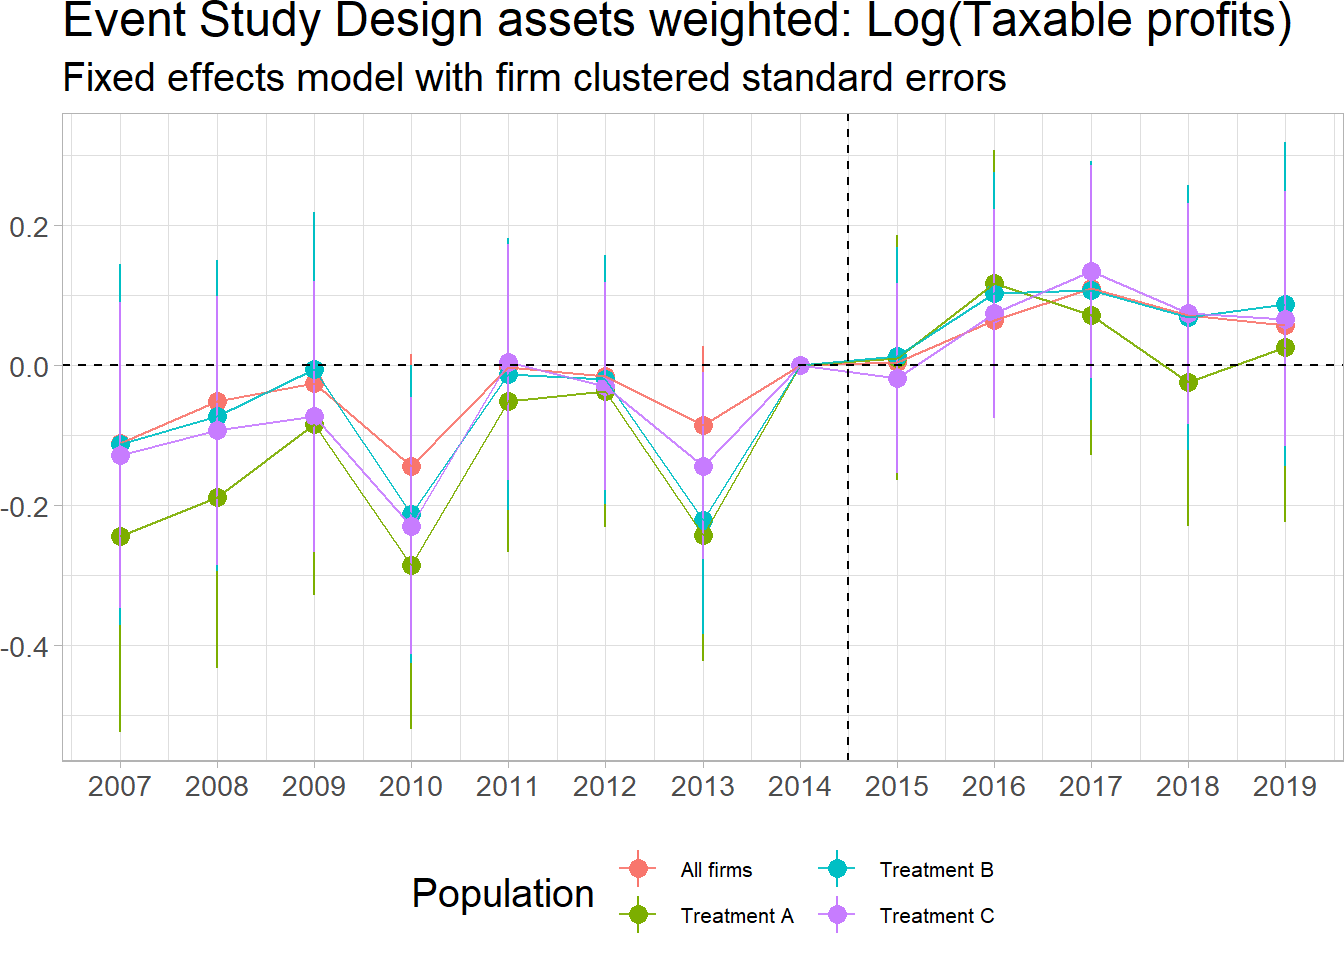 Event Study Design assets weighted: Log(Taxable profits)
Fixed effects model with firm clustered standard errors
0.2
0.0
-0.2
-0.4
2007 2008 2009 2010 2011 2012 2013 2014 2015 2016 2017 2018 2019
Population
All firms
Treatment B
Treatment A
Treatment C